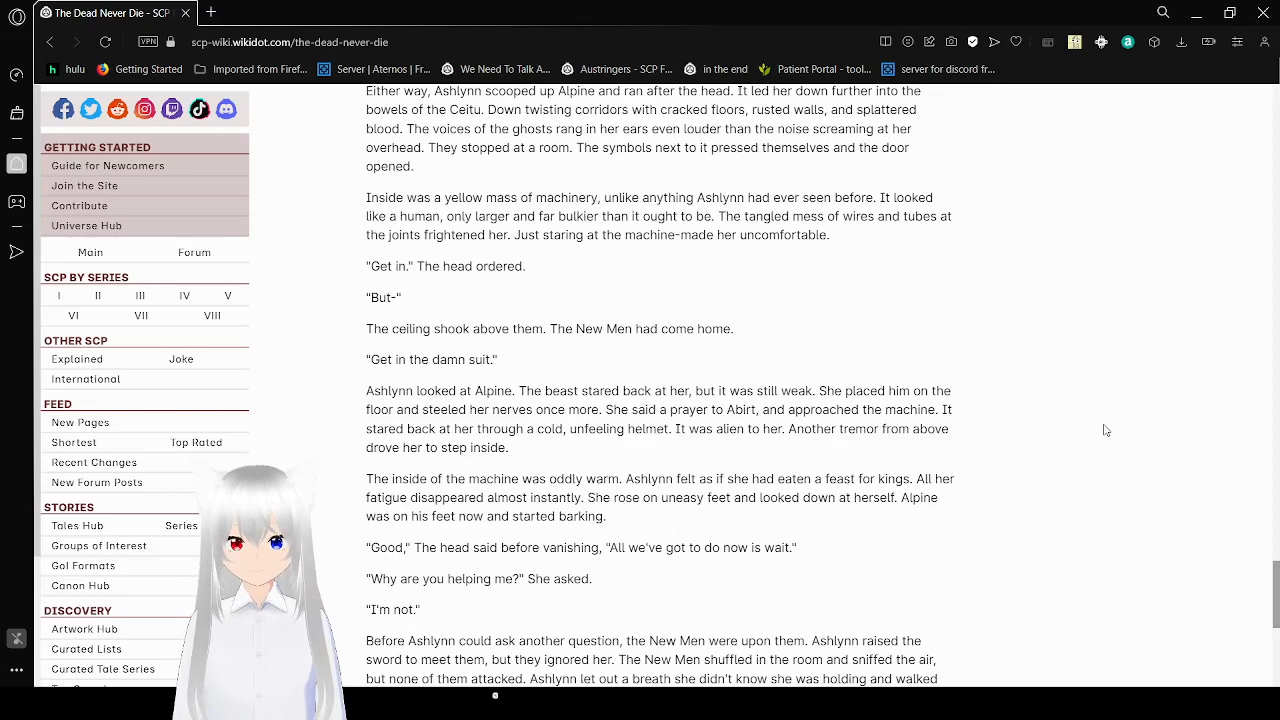 The Dead Never Die - SCP
scp-wiki.wikidot.com/the-dead-never-die
VPN
hulu
Getting Started
Imported from Firef...
Server | Aternos | Fr...
We Need To Talk A...
Austringers - SCP F...
in the end
Patient Portal - tool...
server for discord fr...
GETTING STARTED
Guide for Newcomers
Join the Site
Contribute
Universe Hub
Main Forum
SCP BY SERIES
I II III IV V
VI VII VIII
OTHER SCP
Explained Joke
International
FEED
New Pages
Shortest Top Rated
Recent Changes
New Forum Posts
STORIES
Tales Hub Series
Groups of Interest
GoI Formats
Canon Hub
DISCOVERY
Artwork Hub
Curated Lists
Curated Tale Series
Either way, Ashlynn scooped up Alpine and ran after the head. It led her down further into the
bowels of the Ceitu. Down twisting corridors with cracked floors, rusted walls, and splattered
blood. The voices of the ghosts rang in her ears even louder than the noise screaming at her
overhead. They stopped at a room. The symbols next to it pressed themselves and the door
opened.
Inside was a yellow mass of machinery, unlike anything Ashlynn had ever seen before. It looked
like a human, only larger and far bulkier than it ought to be. The tangled mess of wires and tubes at
the joints frightened her. Just staring at the machine-made her uncomfortable.
"Get in." The head ordered.
"But-"
The ceiling shook above them. The New Men had come home.
"Get in the damn suit."
Ashlynn looked at Alpine. The beast stared back at her, but it was still weak. She placed him on the
floor and steeled her nerves once more. She said a prayer to Abirt, and approached the machine. It
stared back at her through a cold, unfeeling helmet. It was alien to her. Another tremor from above
drove her to step inside.
The inside of the machine was oddly warm. Ashlynn felt as if she had eaten a feast for kings. All her
fatigue disappeared almost instantly. She rose on uneasy feet and looked down at herself. Alpine
was on his feet now and started barking.
"Good," The head said before vanishing, "All we've got to do now is wait."
"Why are you helping me?" She asked.
"I'm not."
Before Ashlynn could ask another question, the New Men were upon them. Ashlynn raised the
sword to meet them, but they ignored her. The New Men shuffled in the room and sniffed the air,
but none of them attacked. Ashlynn let out a breath she didn't know she was holding and walked